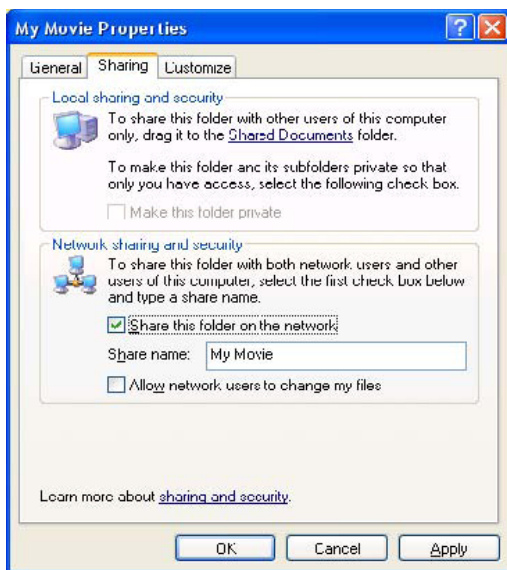 My Movie Properties
General Sharing Customize
Local sharing and security
To share this folder with other users of this computer
only, drag it to the Shared Documents folder.
To make this folder and its subfolders private so that
only you have access, select the following check box.
Make this folder private
Network sharing and security
To share this folder with both network users and other
users of this computer, select the first check box below
and type a share name.
Share this folder on the network
Share name: My Movie
Allow network users to change my files
Learn more about sharing and security.
OK Cancel Apply